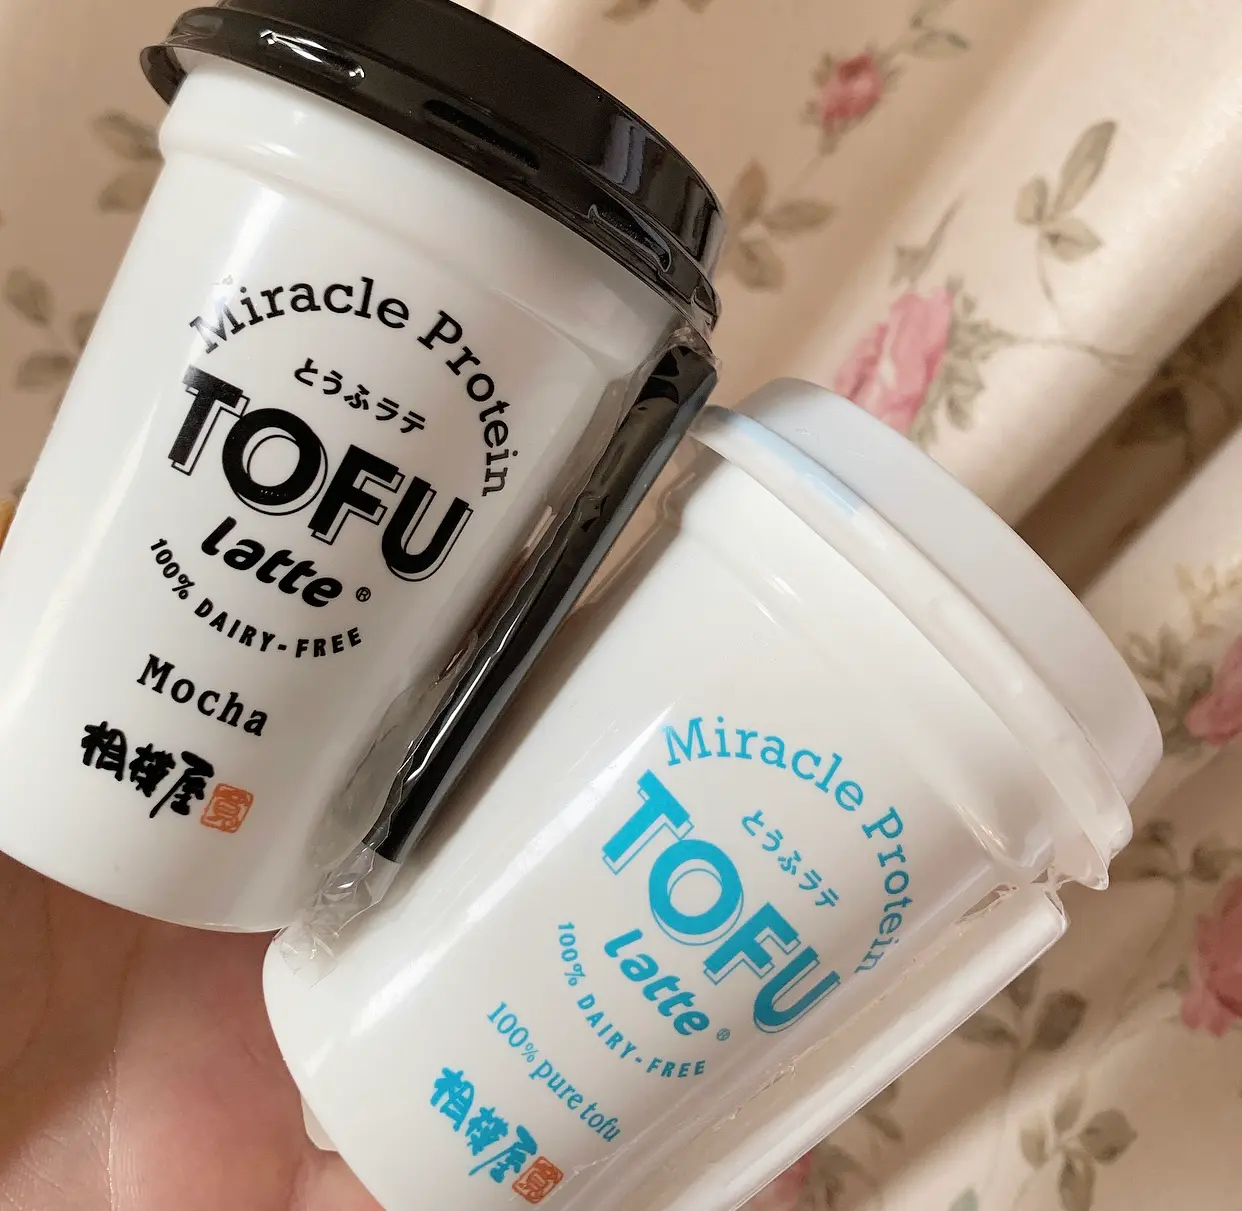 Miracle Protein
とうふラテ
TOFU
Latte®
100% DAIRY-FREE
Mocha
相模屋
Miracle Protein
とうふラテ
TOFU
Latte®
100% DAIRY-FREE
100% pure tofu
相模屋